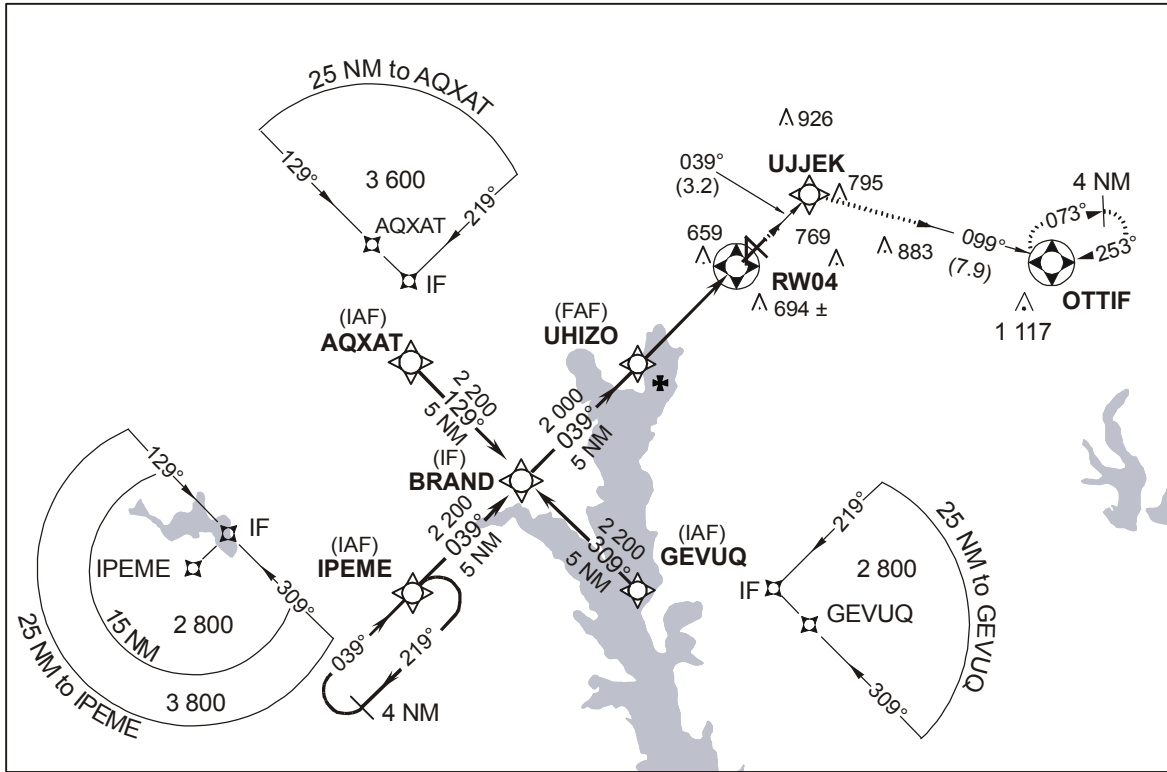 25 NM to AQXAT
129°
3 600
219°
AQXAT
IF
926
UJJEK
039°
(3.2)
795
4 NM
073°
253°
659
769
883
099°
(7.9)
RW04
694 ±
OTTIF
1 117
(IAF)
AQXAT
(FAF)
UHIZO
2 200
129°
5 NM
2 000
039°
5 NM
(IF)
BRAND
129°
IF
IPEME
309°
2 800
15 NM
3 800
25 NM to IPEME
(IAF)
IPEME
2 200
039°
5 NM
039°
219°
4 NM
2 200
309°
5 NM
(IAF)
GEVUQ
219°
2 800
IF
GEVUQ
309°
25 NM to GEVUQ